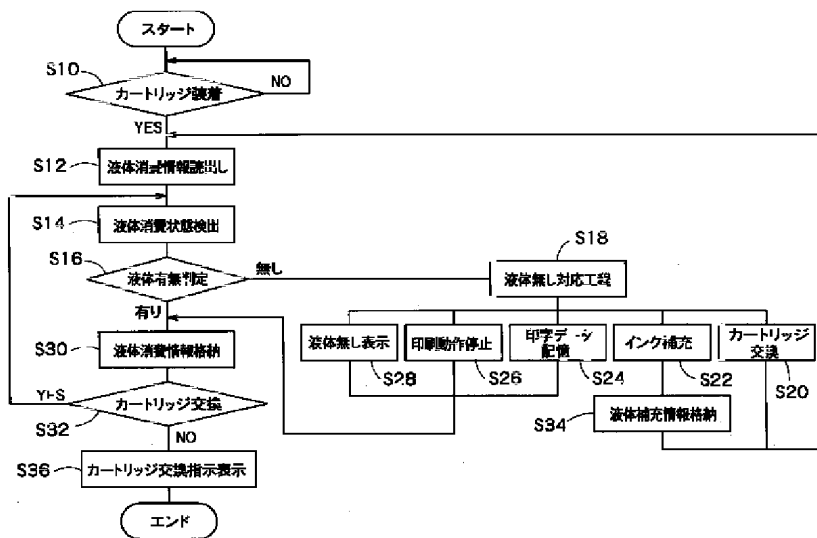 スタート
S10
カートリッジ装着
NO
YES
S12
液体消費情報読出し
S14
液体消費状態検出
S16
液体有無判定
無し
S18
液体無し対応工程
有り
S30
液体消費情報格納
液体無し表示
S28
印刷動作停止
S26
印字データ
記憶
S24
インク補充
S22
カートリッジ
交換
S20
YES
カートリッジ交換
S32
S34
液体補充情報格納
NO
S36
カートリッジ交換指示表示
エンド